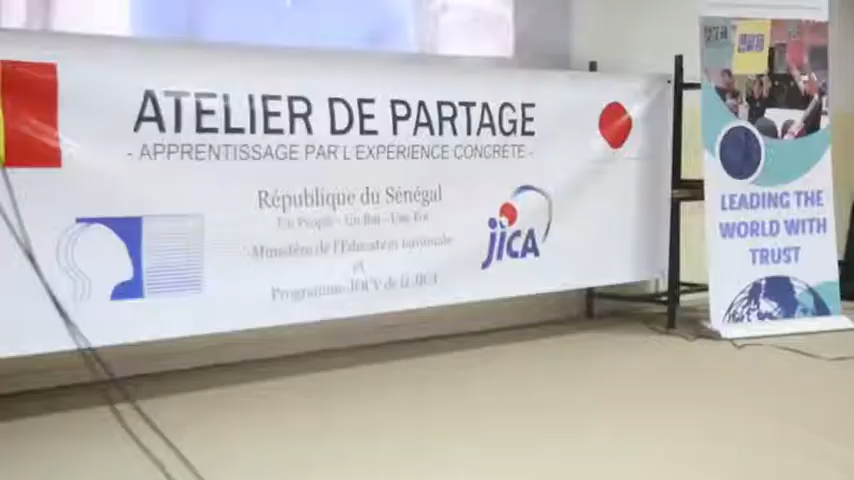 ATELIER DE PARTAGE
- APPRENTISSAGE PAR L'EXPERIENCE CONCRETE -
République du Sénégal
Un Peuple - Un But - Une Foi
Ministère de l'Education nationale
et
Programme JOCV de la JICA
JICA
LEADING THE
WORLD WITH
TRUST